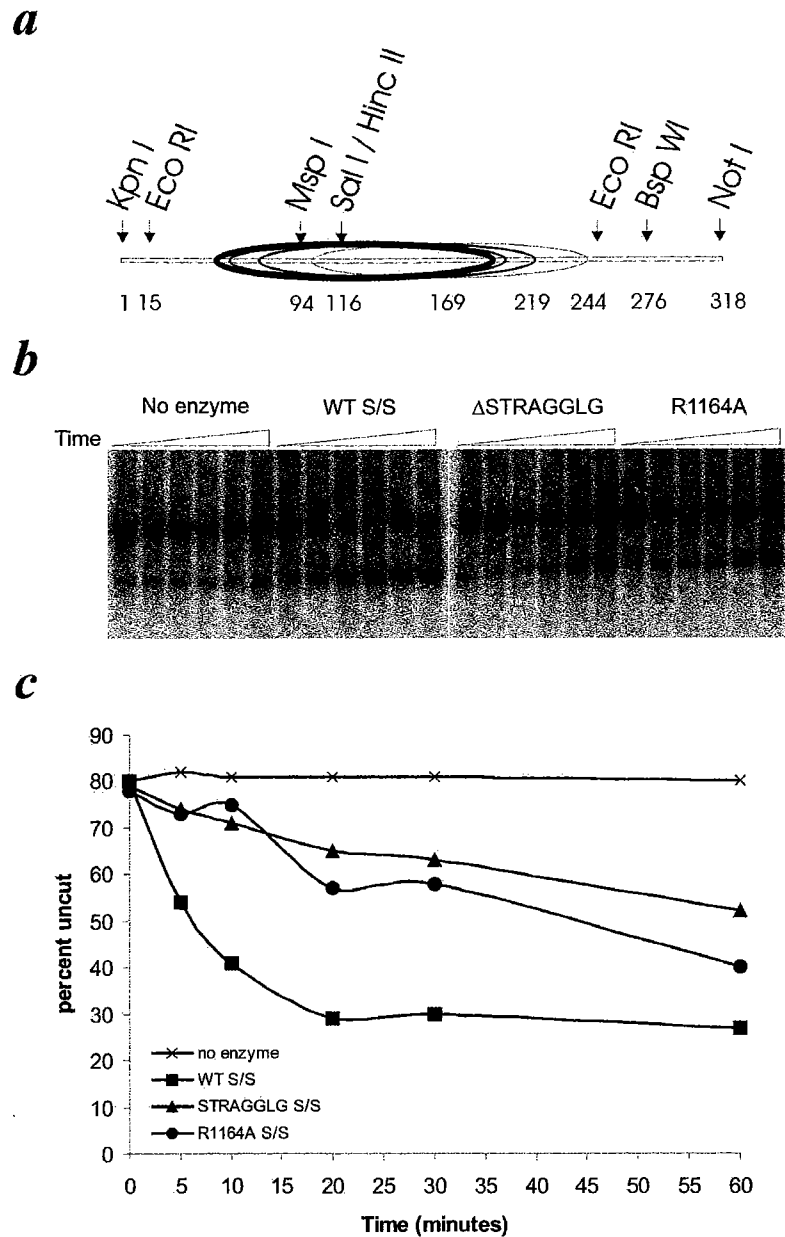 a
Kpn I Eco RI Msp I Sal I / Hinc II Eco RI Bsp WI Not I
1 15 94 116 169 219 244 276 318
b
No enzyme WT S/S ΔSTRAGGLG R1164A
Time
c
90
80
70
60
50
40
30
20
10
0
percent uncut
no enzyme
WT S/S
STRAGGLG S/S
R1164A S/S
0 5 10 15 20 25 30 35 40 45 50 55 60
Time (minutes)